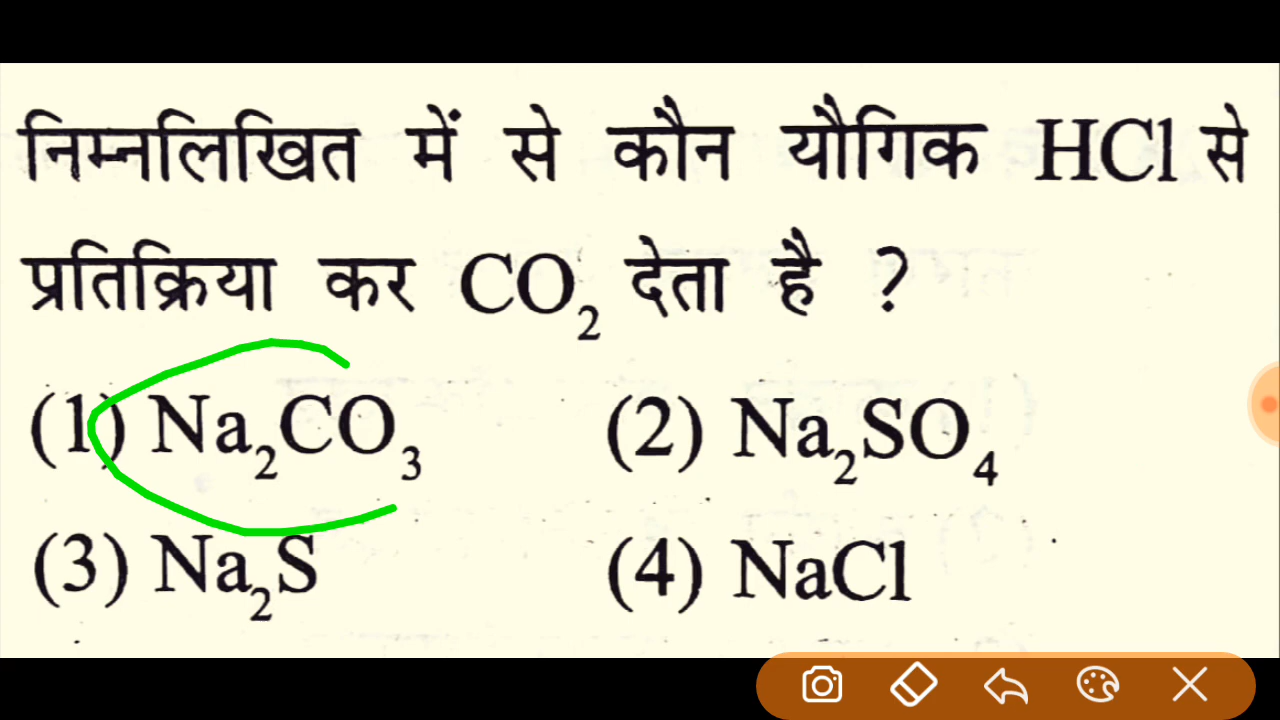 निम्नलिखित में से कौन यौगिक HCl से
प्रतिक्रिया कर CO₂ देता है ?
(1) Na₂CO₃ (2) Na₂SO₄
(3) Na₂S (4) NaCl